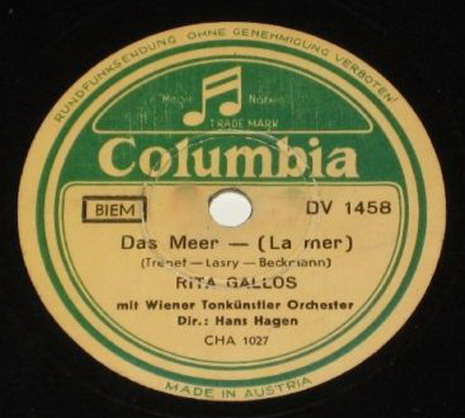 RUNDFUNKSENDUNG OHNE GENEHMIGUNG VERBOTEN!
Magic Notes
TRADE MARK
Columbia
BIEM
DV 1458
Das Meer — (La mer)
(Trenet — Lasry — Beckmann)
RITA GALLOS
mit Wiener Tonkünstler Orchester
Dir.: Hans Hagen
CHA 1027
MADE IN AUSTRIA